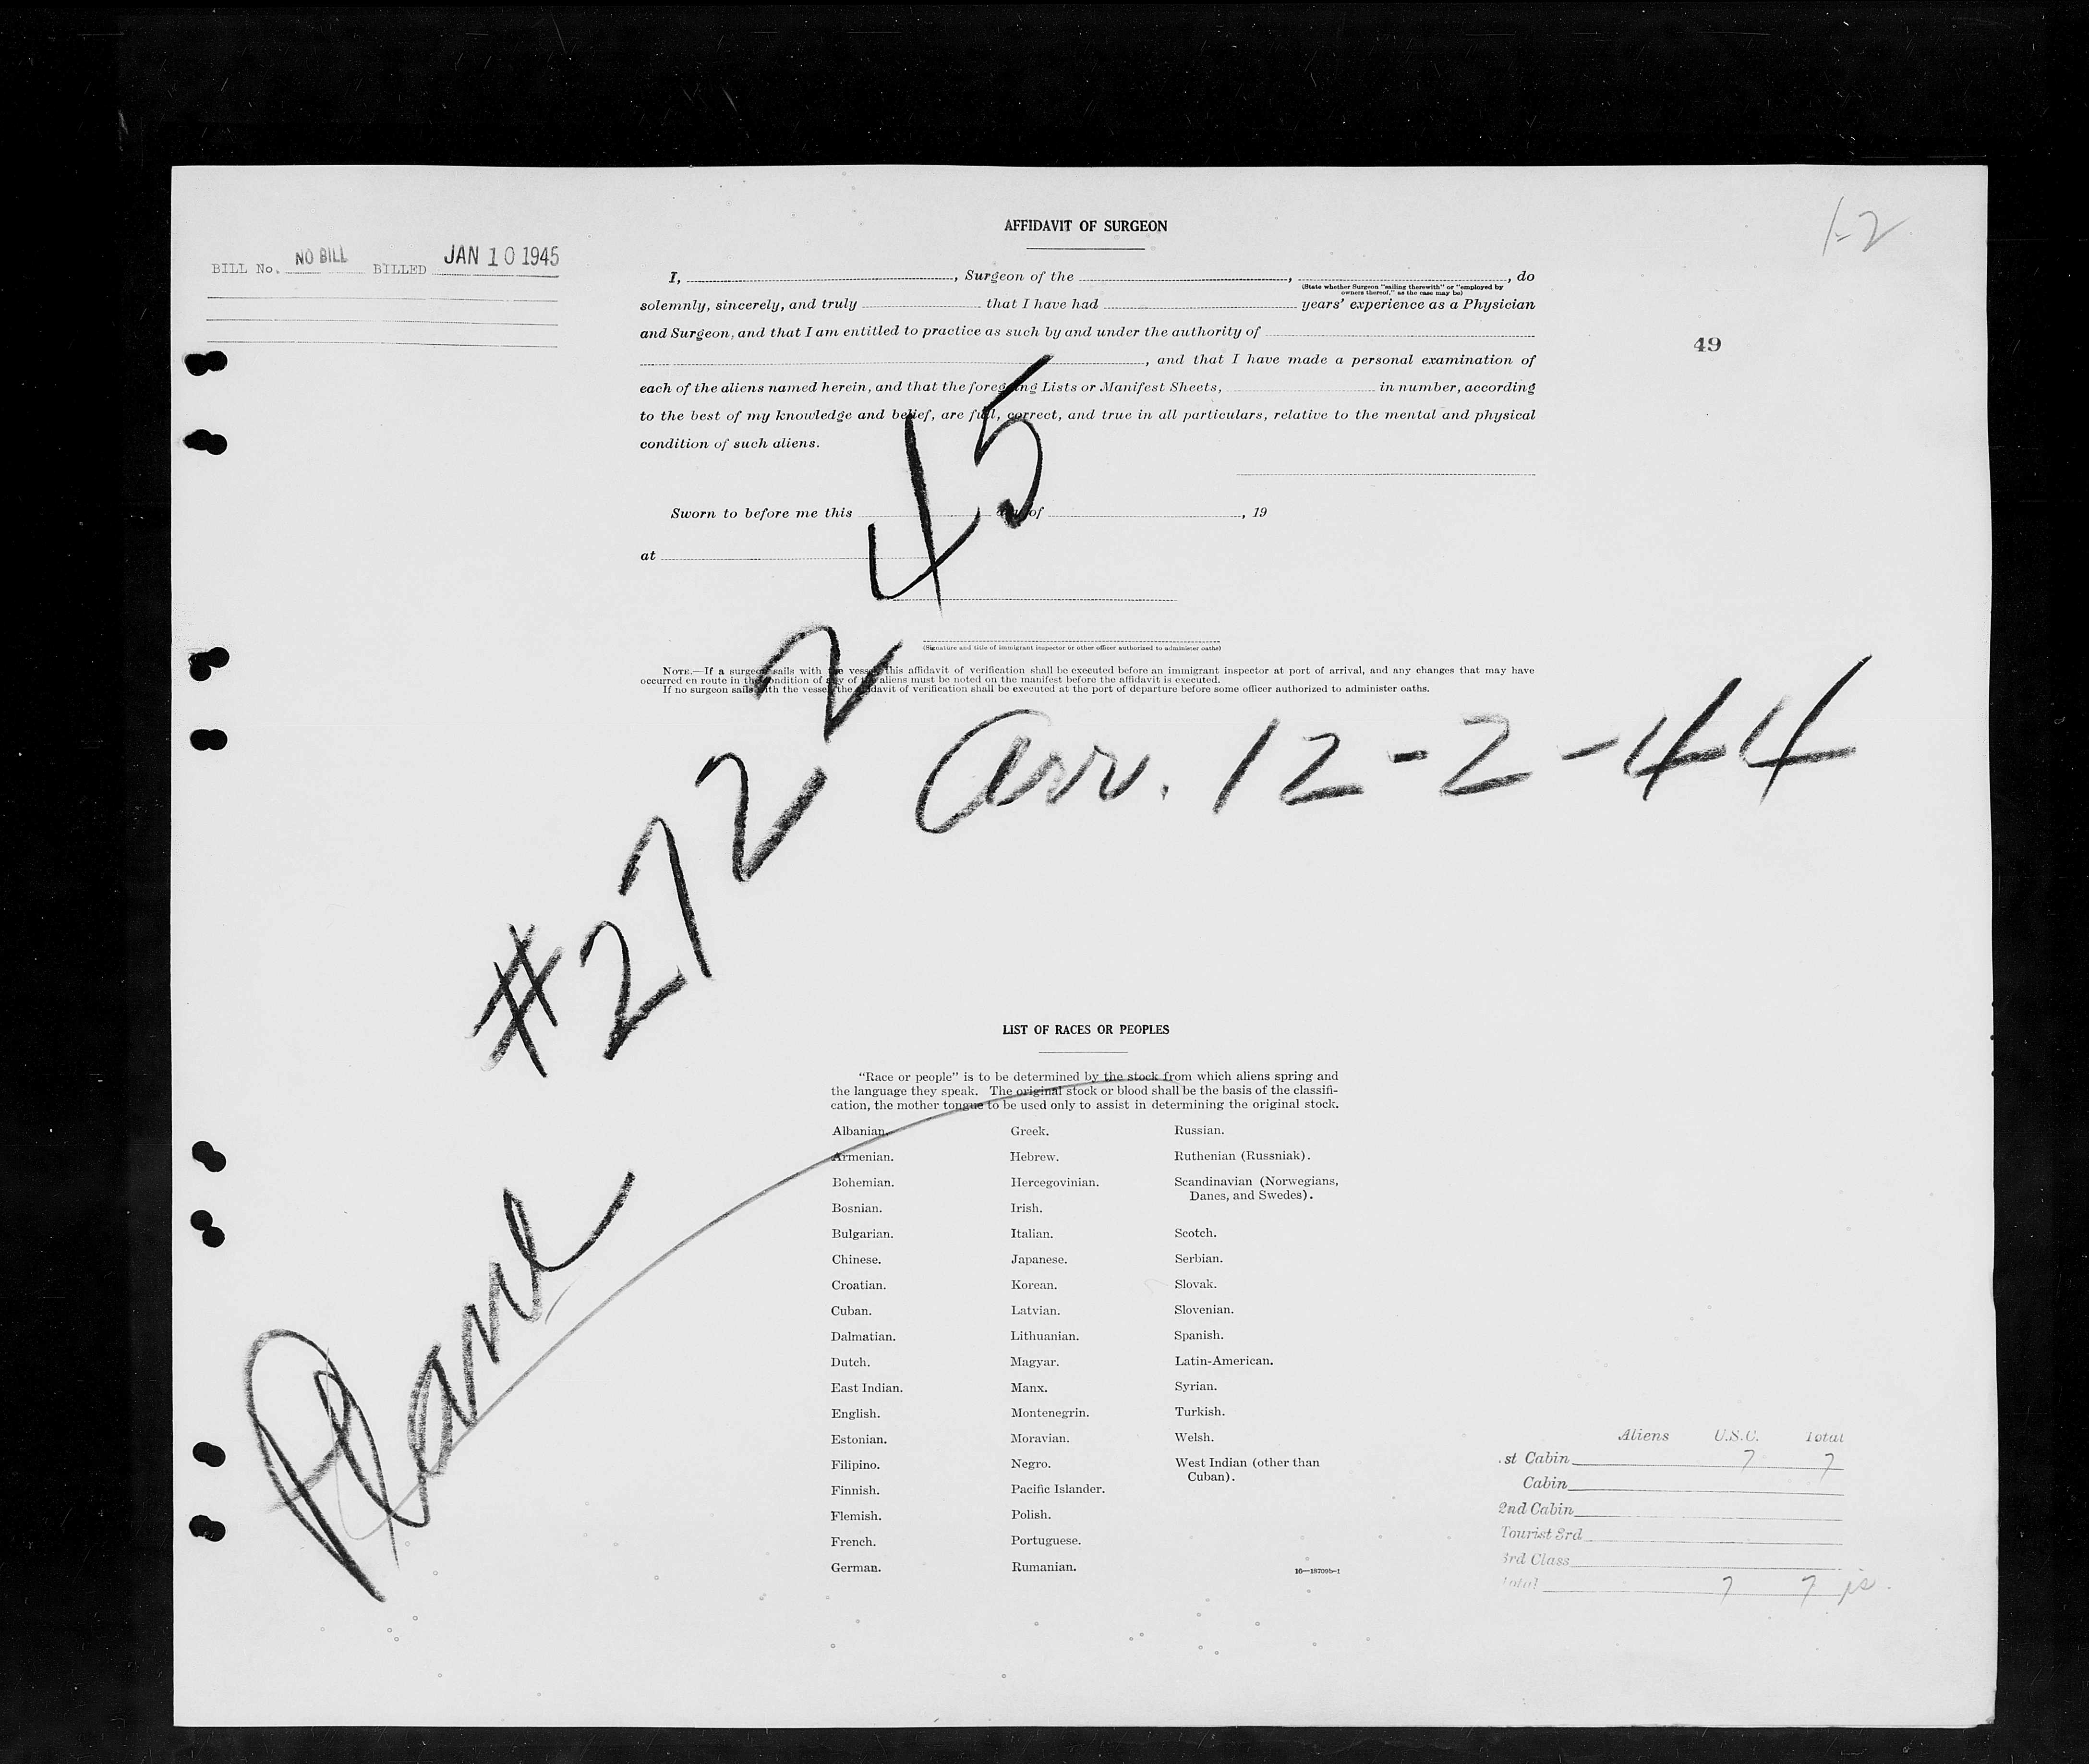 AFFIDAVIT OF SURGEON
1-2
BILL No. NO BILL BILLED JAN 10 1945
I, , Surgeon of the , , do
(State whether Surgeon "sailing therewith" or "employed by
owners thereof," as the case may be)
solemnly, sincerely, and truly that I have had years' experience as a Physician
and Surgeon, and that I am entitled to practice as such by and under the authority of
49
, and that I have made a personal examination of
each of the aliens named herein, and that the foregoing Lists or Manifest Sheets, in number, according
to the best of my knowledge and belief, are full, correct, and true in all particulars, relative to the mental and physical
condition of such aliens.
Sworn to before me this day of , 19
at
(Signature and title of immigrant inspector or other officer authorized to administer oaths)
NOTE.—If a surgeon sails with the vessel, this affidavit of verification shall be executed before an immigrant inspector at port of arrival, and any changes that may have
occurred en route in the condition of any of the aliens must be noted on the manifest before the affidavit is executed.
If no surgeon sails with the vessel, the affidavit of verification shall be executed at the port of departure before some officer authorized to administer oaths.
Plane #272245
arr. 12-2-44
LIST OF RACES OR PEOPLES
"Race or people" is to be determined by the stock from which aliens spring and
the language they speak. The original stock or blood shall be the basis of the classifi-
cation, the mother tongue to be used only to assist in determining the original stock.
Albanian.
Armenian.
Bohemian.
Bosnian.
Bulgarian.
Chinese.
Croatian.
Cuban.
Dalmatian.
Dutch.
East Indian.
English.
Estonian.
Filipino.
Finnish.
Flemish.
French.
German.
Greek.
Hebrew.
Hercegovinian.
Irish.
Italian.
Japanese.
Korean.
Latvian.
Lithuanian.
Magyar.
Manx.
Montenegrin.
Moravian.
Negro.
Pacific Islander.
Polish.
Portuguese.
Rumanian.
Russian.
Ruthenian (Russniak).
Scandinavian (Norwegians,
Danes, and Swedes).
Scotch.
Serbian.
Slovak.
Slovenian.
Spanish.
Latin-American.
Syrian.
Turkish.
Welsh.
West Indian (other than
Cuban).
16—18709b-1
Aliens U.S.C. Total
st Cabin 7 7
Cabin
2nd Cabin
Tourist 3rd
3rd Class
Total 7 7